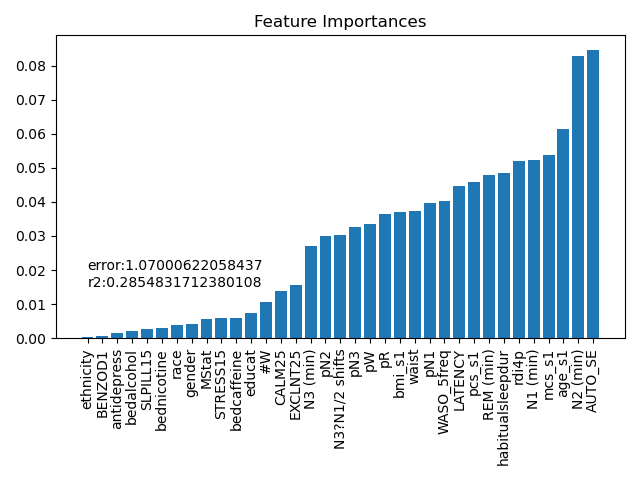 Feature Importances
0.08
0.07
0.06
0.05
0.04
0.03
0.02
0.01
0.00
error:1.07000622058437
r2:0.2854831712380108
ethnicity
BENZOD1
antidepress
bedalcohol
SLPILL15
bednicotine
race
gender
MStat
STRESS15
bedcaffeine
educat
#W
CALM25
EXCLNT25
N3 (min)
pN2
N3?N1/2 shifts
pN3
pW
pR
bmi_s1
waist
pN1
WASO_5freq
LATENCY
pcs_s1
REM (min)
habitualsleepdur
rdi4p
N1 (min)
mcs_s1
age_s1
N2 (min)
AUTO_SE